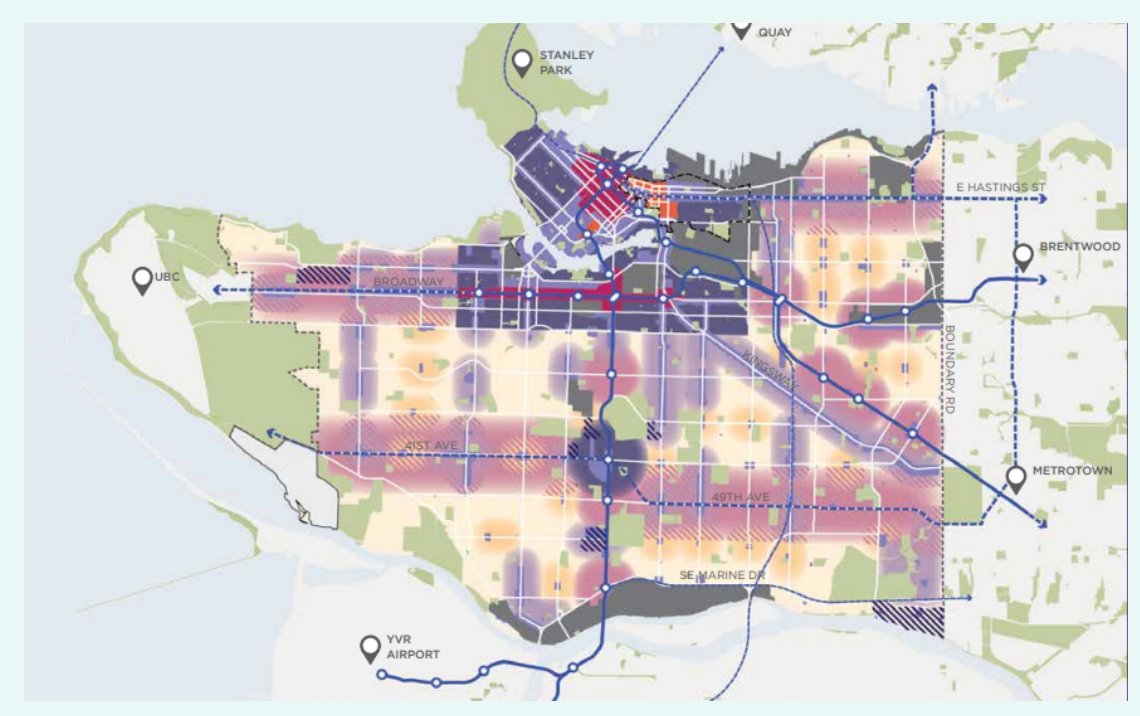 QUAY
STANLEY
PARK
E HASTINGS ST
BRENTWOOD
UBC
BROADWAY
BOUNDARY RD
KINGSWAY
41ST AVE
METROTOWN
49TH AVE
SE MARINE DR
YVR
AIRPORT